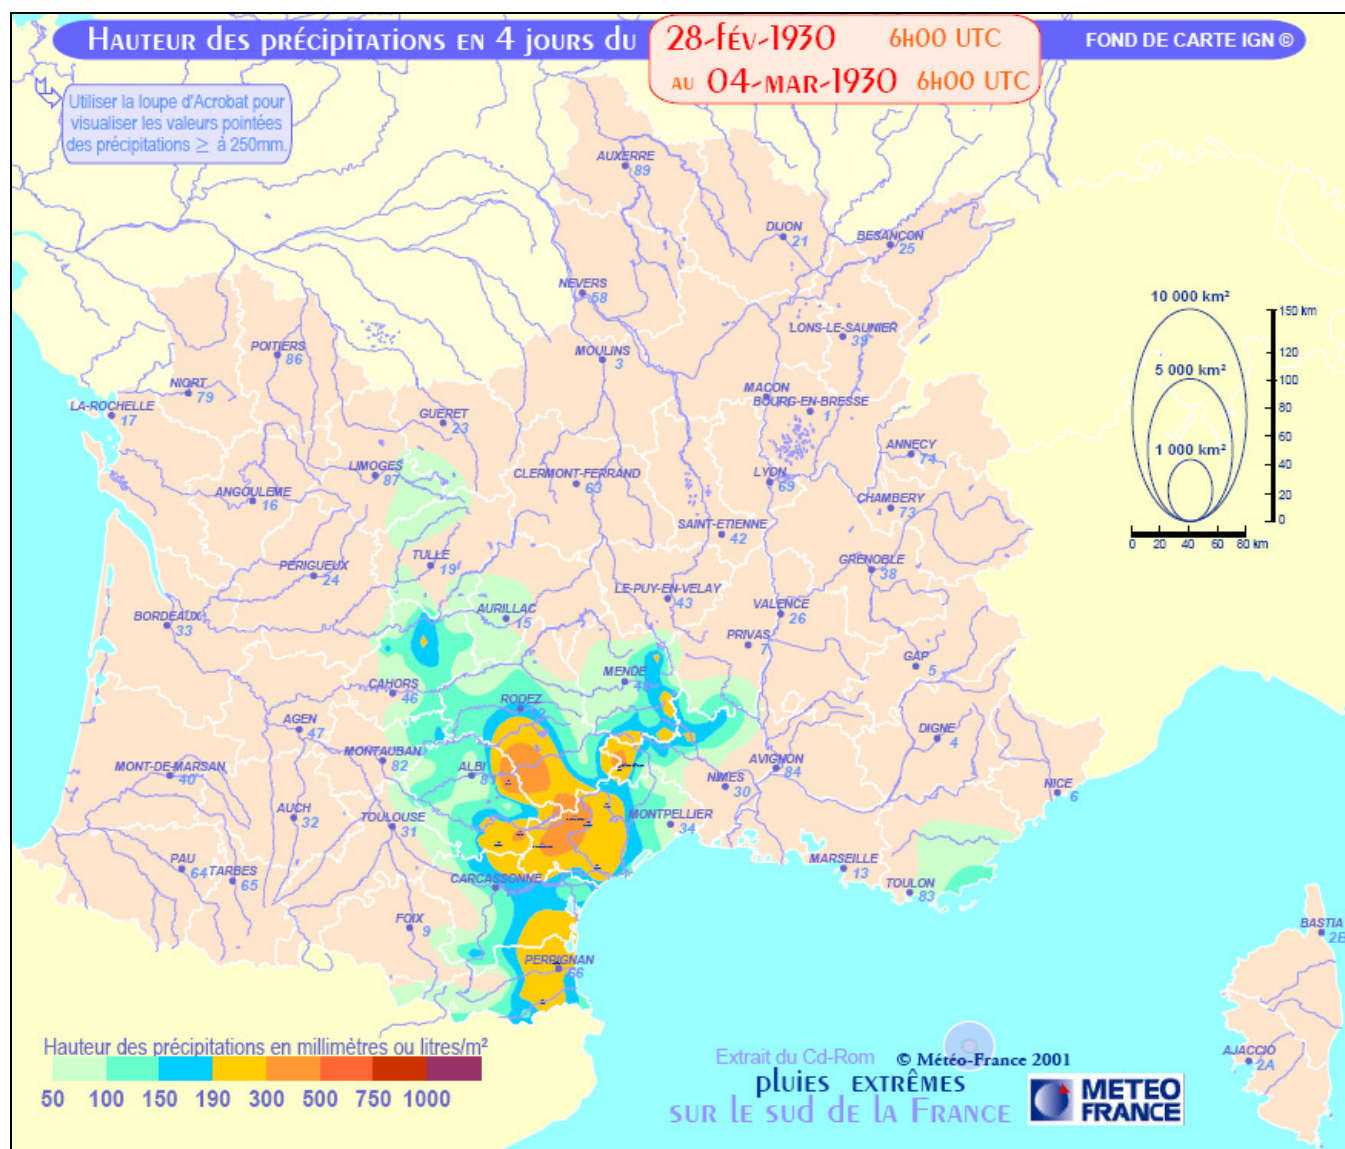 Hauteur des précipitations en 4 jours du 28-fév-1930 6h00 UTC
au 04-mar-1930 6h00 UTC
FOND DE CARTE IGN ©
Utiliser la loupe d'Acrobat pour
visualiser les valeurs pointées
des précipitations ≥ à 250mm.
AUXERRE
89
DIJON
21
BESANCON
25
NEVERS
58
LONS-LE-SAUNIER
39
POITIERS
86
MOULINS
3
NIORT
79
MACON
BOURG-EN-BRESSE
1
LA-ROCHELLE
17
GUERET
23
ANNECY
74
LIMOGES
87
CLERMONT-FERRAND
63
LYON
69
ANGOULEME
16
CHAMBERY
73
SAINT-ETIENNE
42
TULLE
19
PERIGUEUX
24
GRENOBLE
38
LE-PUY-EN-VELAY
43
AURILLAC
15
VALENCE
26
BORDEAUX
33
PRIVAS
7
GAP
5
MENDE
48
CAHORS
46
RODEZ
AGEN
47
DIGNE
4
MONTAUBAN
82
ALBI
81
AVIGNON
84
MONT-DE-MARSAN
40
NIMES
30
NICE
6
AUCH
32
TOULOUSE
31
MONTPELLIER
34
PAU
64
TARBES
65
MARSEILLE
13
CARCASSONNE
TOULON
83
FOIX
9
PERPIGNAN
66
BASTIA
2B
AJACCIO
2A
10 000 km²
5 000 km²
1 000 km²
150 km
120
100
80
60
40
20
0
0 20 40 60 80 km
Hauteur des précipitations en millimètres ou litres/m²
50 100 150 190 300 500 750 1000
Extrait du Cd-Rom © Météo-France 2001
pluies extrêmes
sur le sud de la France
METEO
FRANCE